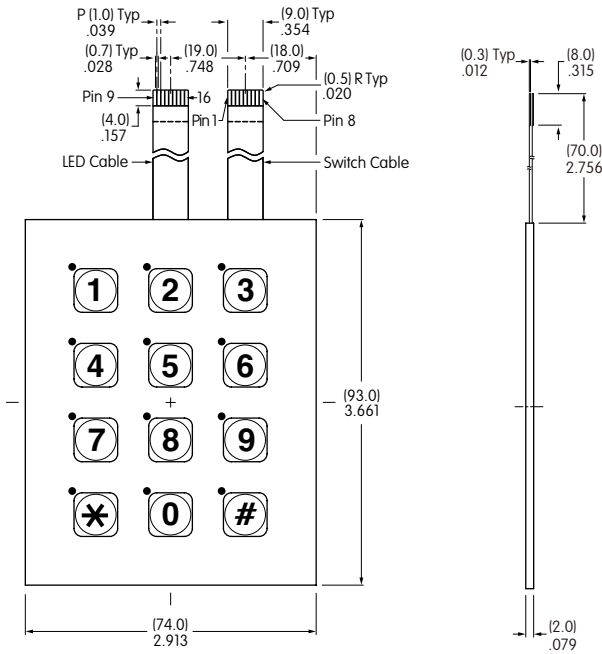 P (1.0) Typ
.039
(9.0) Typ
.354
(0.7) Typ
.028
(19.0)
.748
(18.0)
.709
(0.3) Typ
.012
(8.0)
.315
(0.5) R Typ
.020
Pin 9
16
(4.0)
.157
Pin 1
Pin 8
(70.0)
2.756
LED Cable
Switch Cable
1 2 3
4 5 6
(93.0)
3.661
7 8 9
* 0 #
(74.0)
2.913
(2.0)
.079